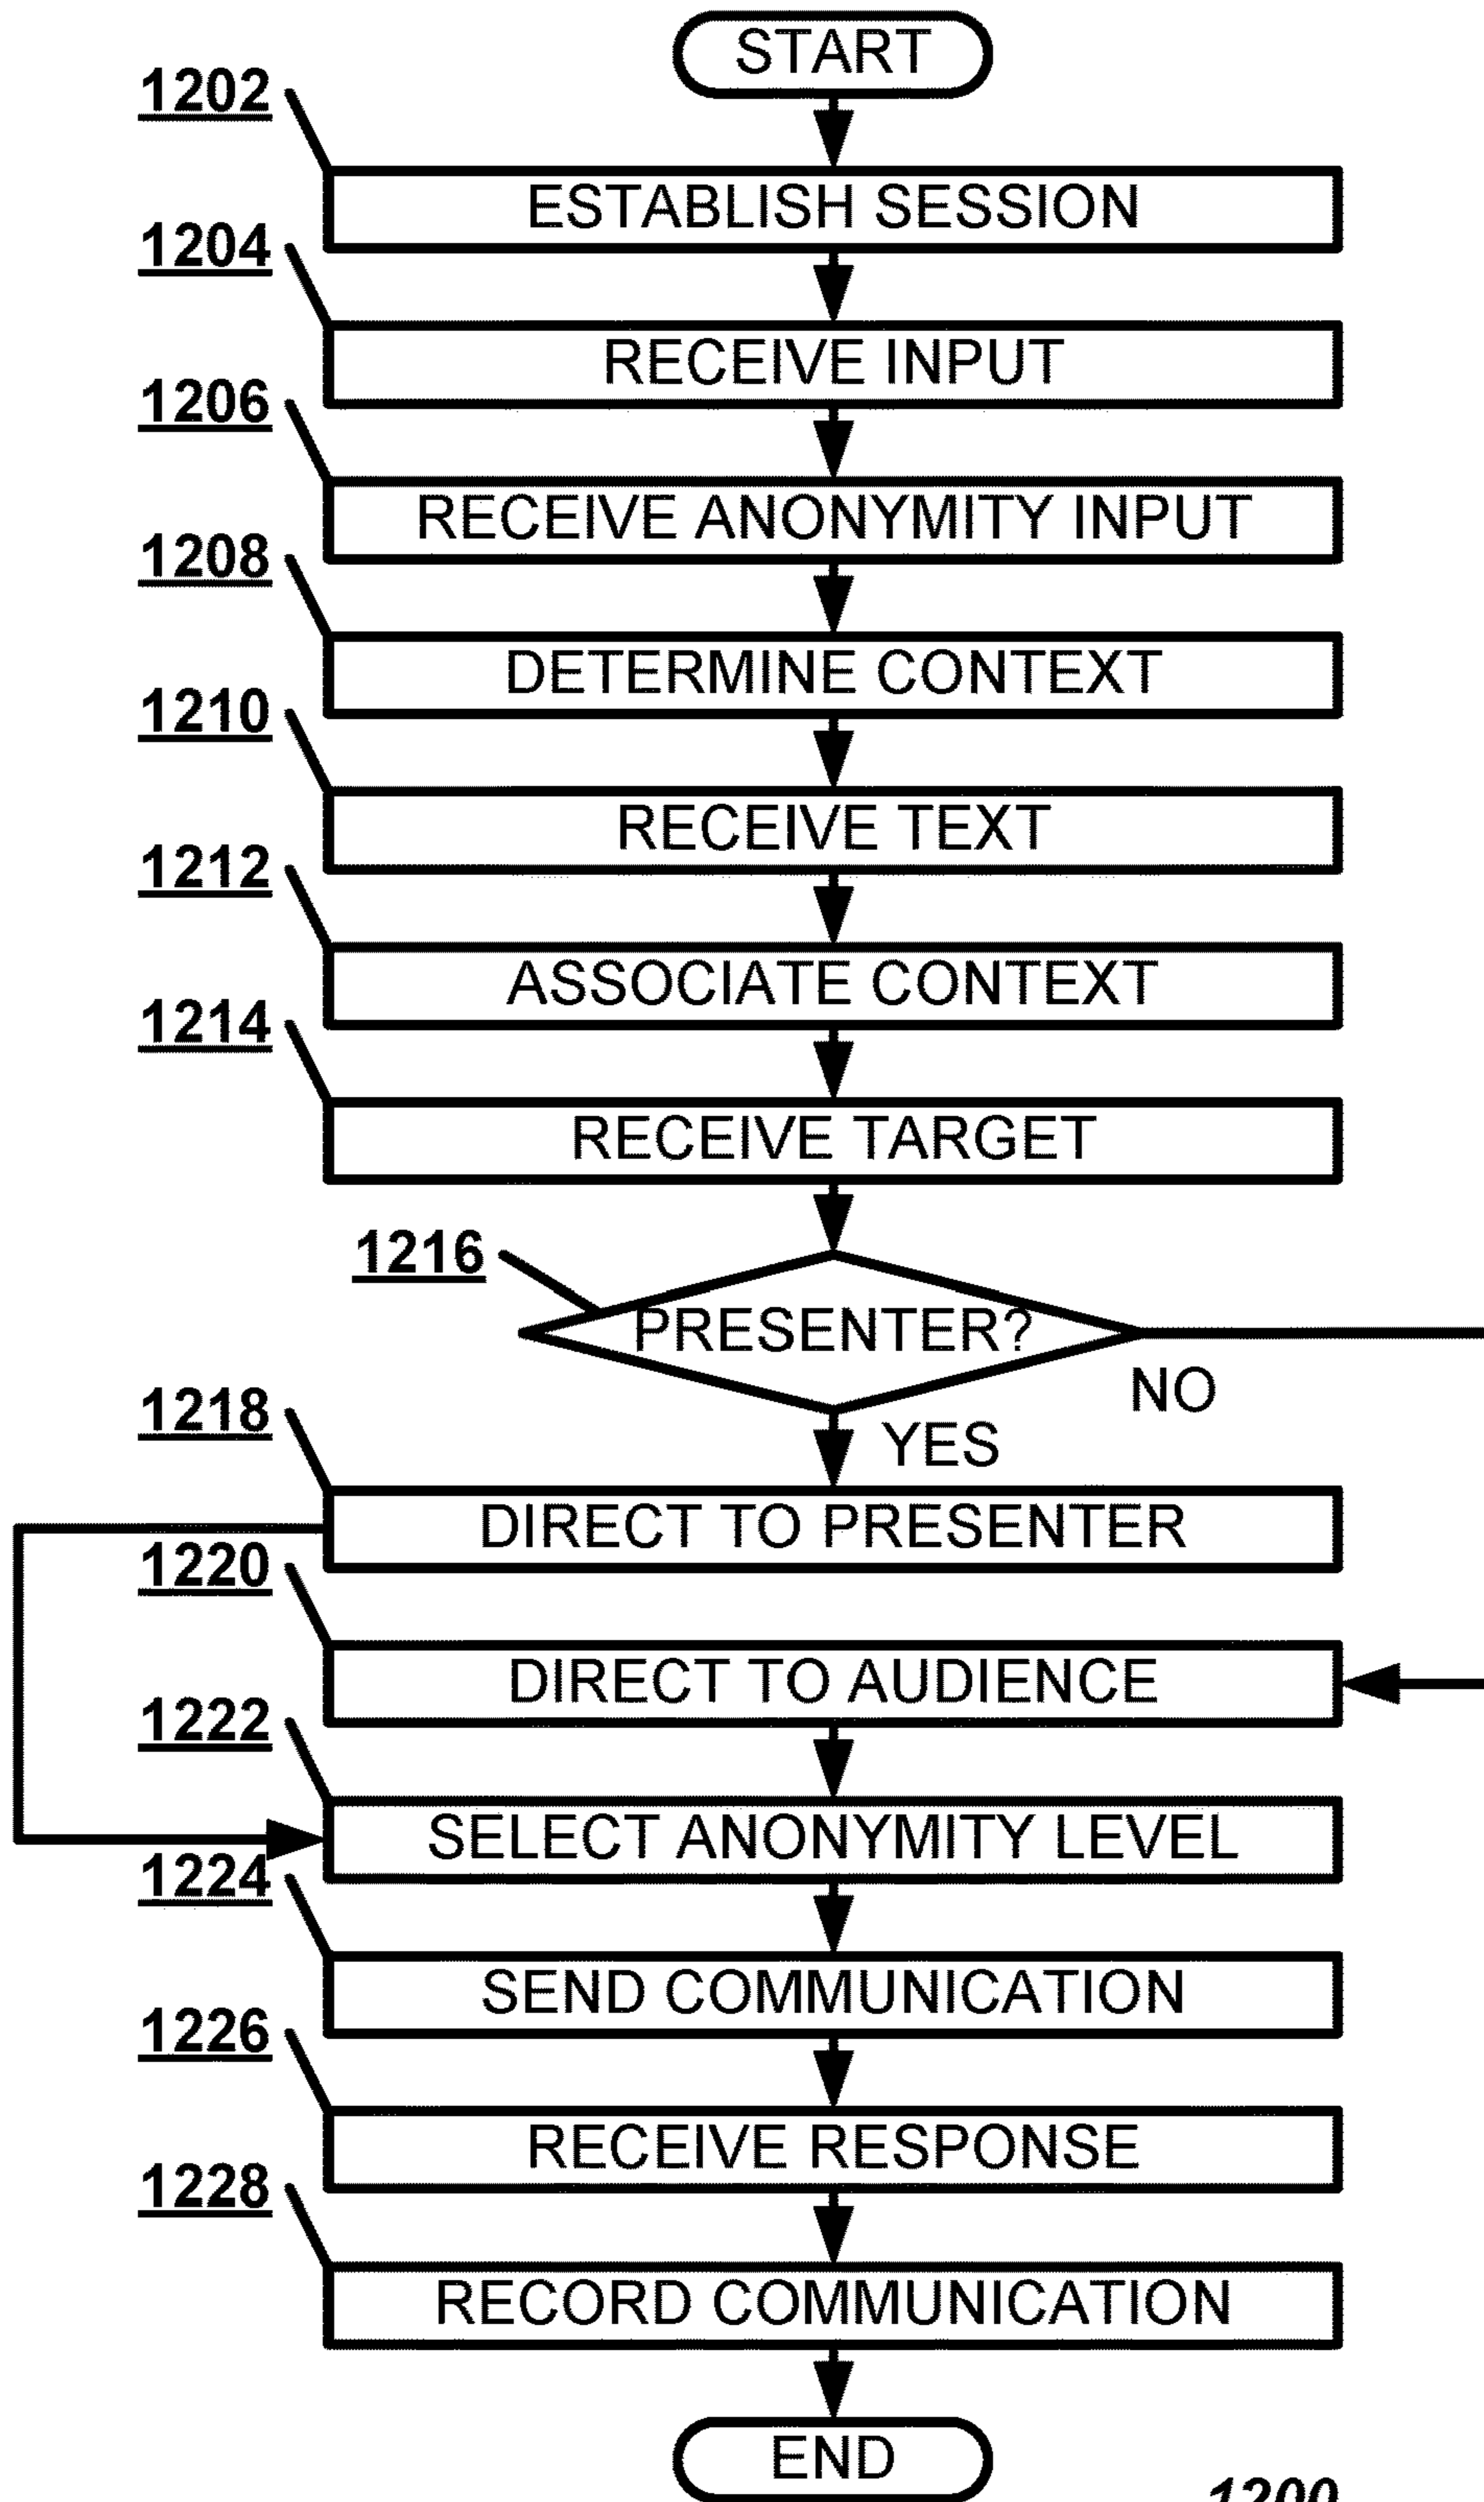 START
1202
ESTABLISH SESSION
1204
RECEIVE INPUT
1206
RECEIVE ANONYMITY INPUT
1208
DETERMINE CONTEXT
1210
RECEIVE TEXT
1212
ASSOCIATE CONTEXT
1214
RECEIVE TARGET
1216
PRESENTER?
NO
YES
1218
DIRECT TO PRESENTER
1220
DIRECT TO AUDIENCE
1222
SELECT ANONYMITY LEVEL
1224
SEND COMMUNICATION
1226
RECEIVE RESPONSE
1228
RECORD COMMUNICATION
END
1200